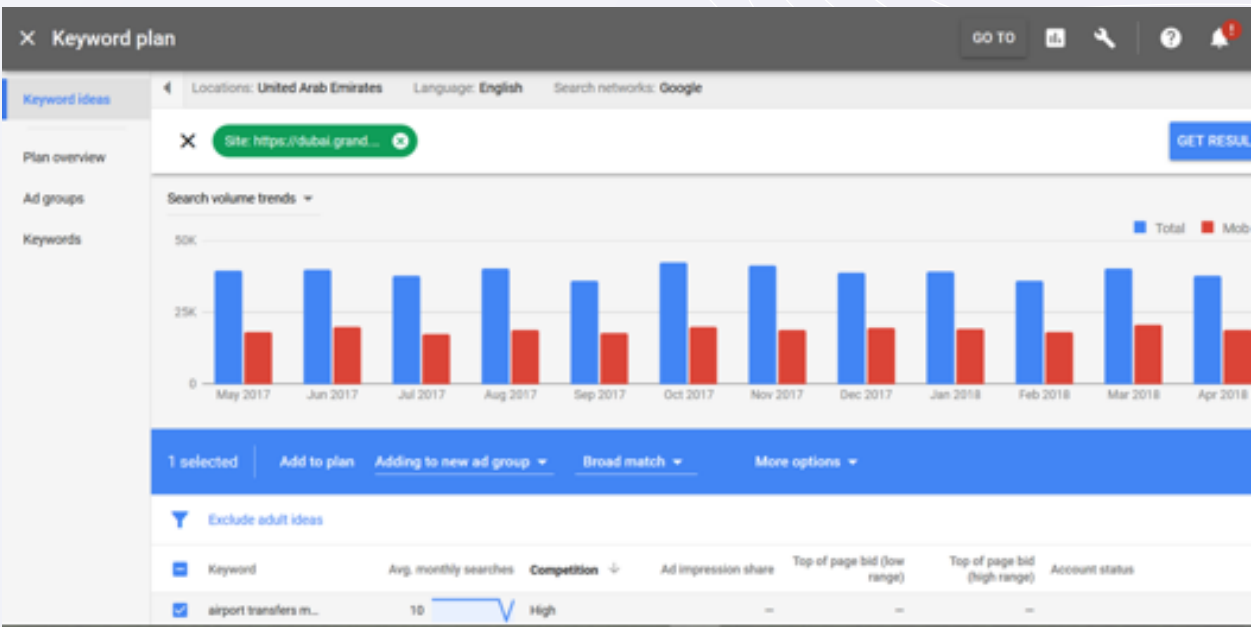 × Keyword plan GO TO ?
Keyword ideas
Plan overview
Ad groups
Keywords
Locations: United Arab Emirates Language: English Search networks: Google
Site: https://dubai.grand...
GET RESUL
Search volume trends
Total Mob
50K
25K
0
May 2017 Jun 2017 Jul 2017 Aug 2017 Sep 2017 Oct 2017 Nov 2017 Dec 2017 Jan 2018 Feb 2018 Mar 2018 Apr 2018
1 selected Add to plan Adding to new ad group Broad match More options
Exclude adult ideas
Keyword Avg. monthly searches Competition ↓ Ad impression share Top of page bid (low range) Top of page bid (high range) Account status
airport transfers m... 10 High – – –